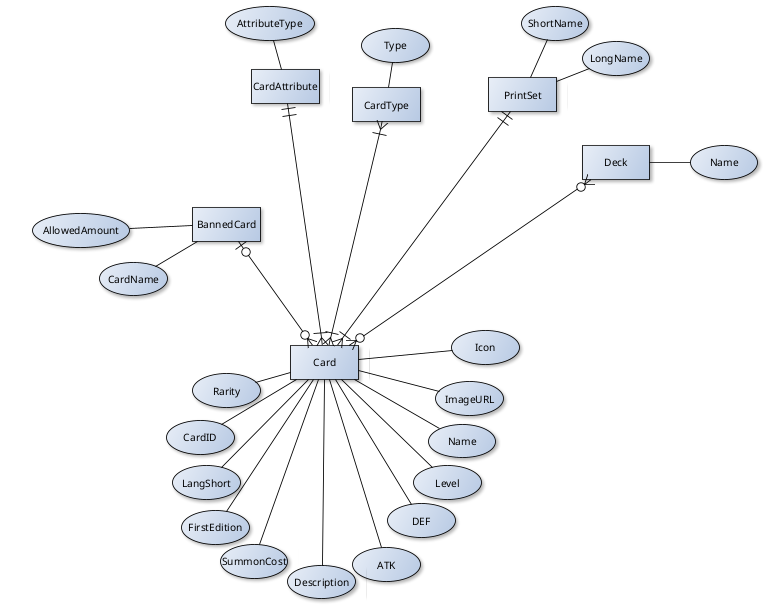 AttributeType
Type
ShortName
LongName
CardAttribute
CardType
PrintSet
Deck
Name
BannedCard
AllowedAmount
CardName
Card
Icon
Rarity
ImageURL
CardID
Name
LangShort
Level
FirstEdition
DEF
SummonCost
ATK
Description